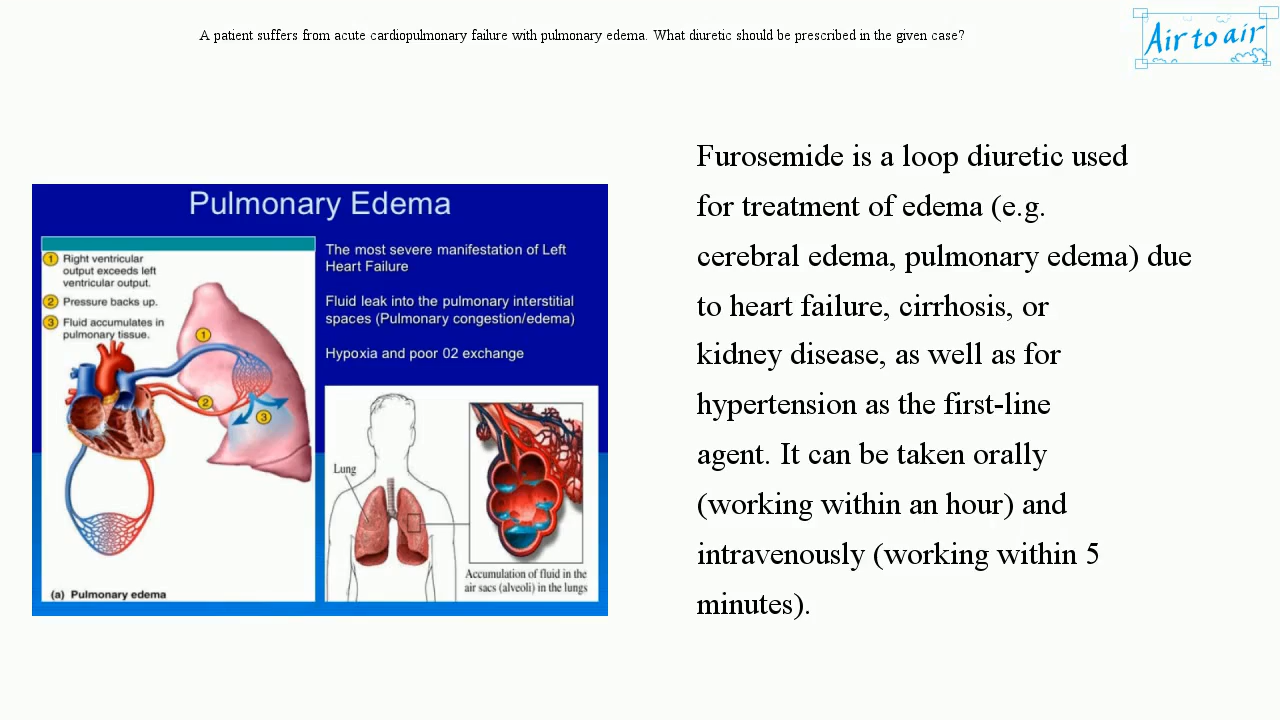 A patient suffers from acute cardiopulmonary failure with pulmonary edema. What diuretic should be prescribed in the given case?
Air to air
Pulmonary Edema
1 Right ventricular
output exceeds left
ventricular output.
2 Pressure backs up.
3 Fluid accumulates in
pulmonary tissue.
1
2
3
(a) Pulmonary edema
The most severe manifestation of Left
Heart Failure
Fluid leak into the pulmonary interstitial
spaces (Pulmonary congestion/edema)
Hypoxia and poor 02 exchange
Lung
Accumulation of fluid in the
air sacs (alveoli) in the lungs
Furosemide is a loop diuretic used
for treatment of edema (e.g.
cerebral edema, pulmonary edema) due
to heart failure, cirrhosis, or
kidney disease, as well as for
hypertension as the first-line
agent. It can be taken orally
(working within an hour) and
intravenously (working within 5
minutes).